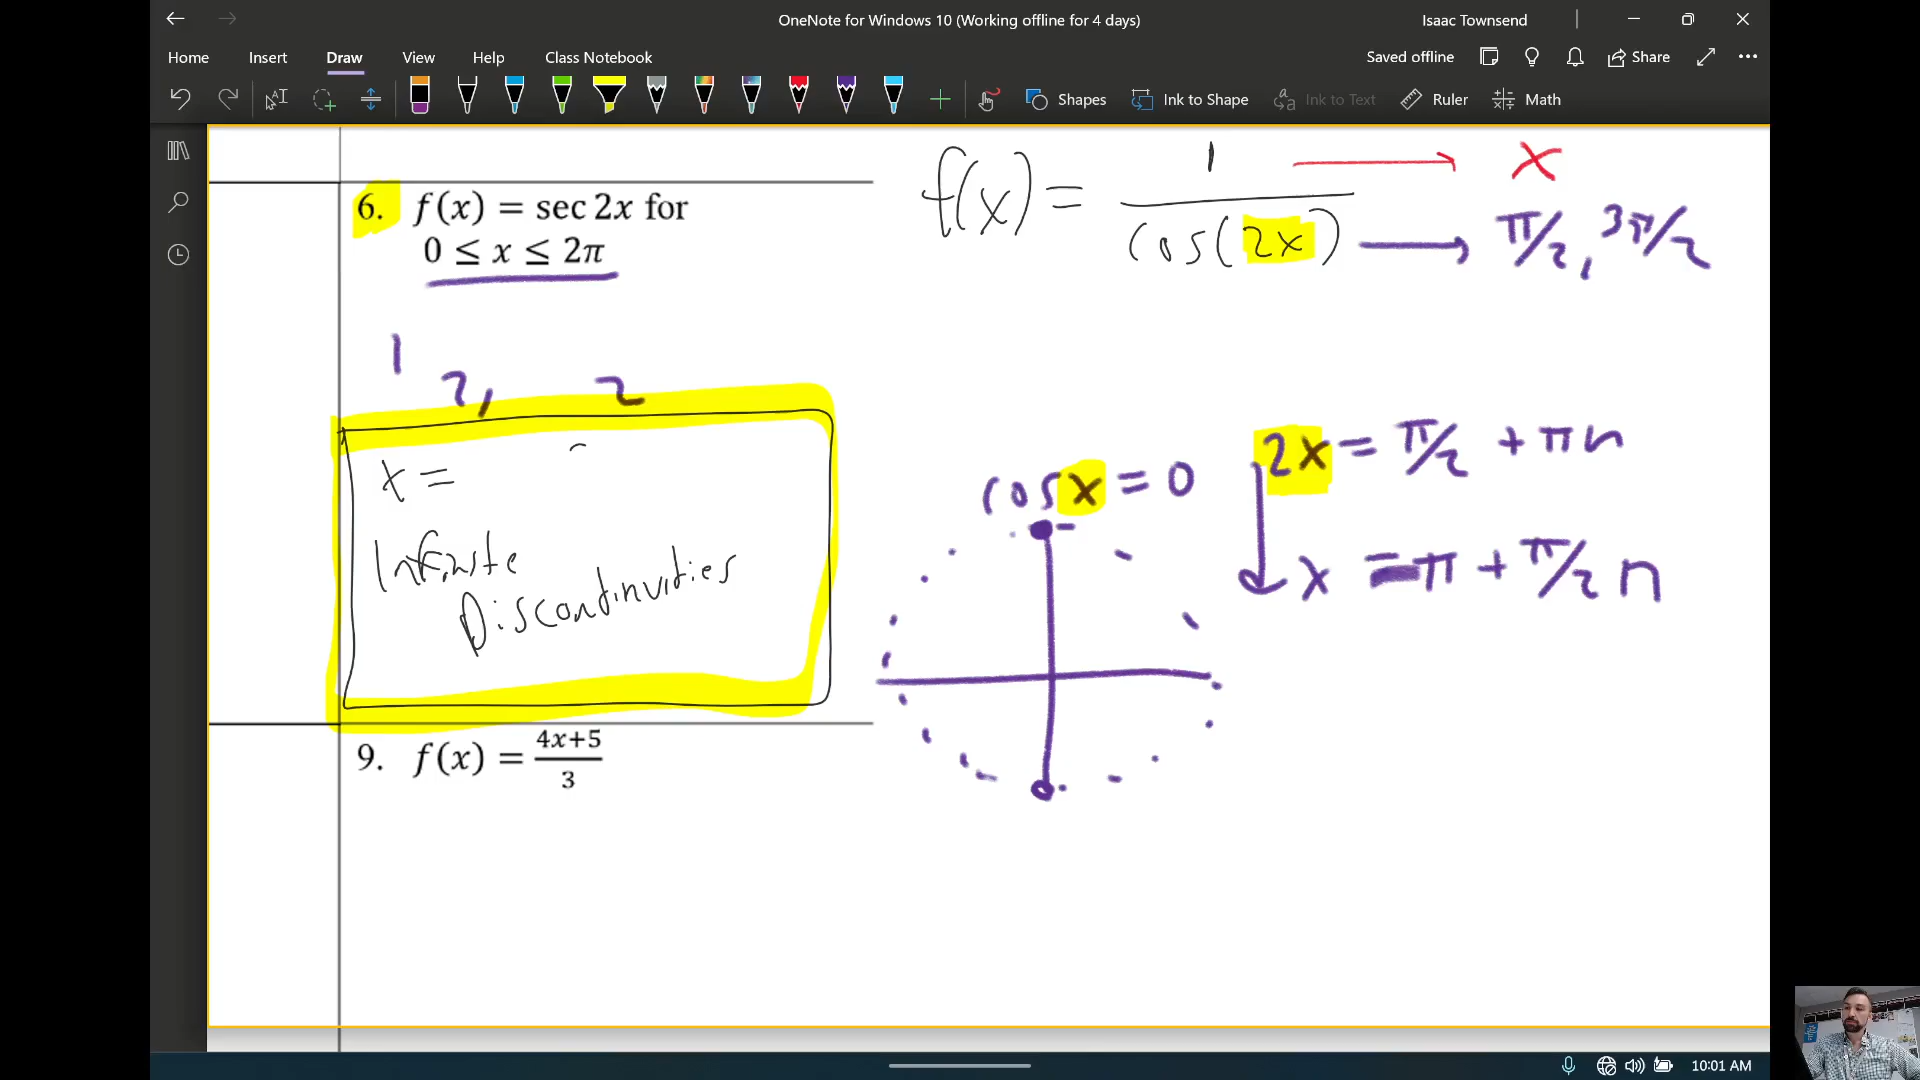 OneNote for Windows 10 (Working offline for 4 days)
Isaac Townsend
Home Insert Draw View Help Class Notebook
Saved offline Share
Shapes Ink to Shape Ink to Text Ruler Math
6. f(x) = sec 2x for
0 ≤ x ≤ 2π
f(x) = 1 / cos(2x)
x
π/2, 3π/2
1
2, 2
x =
Infinite
Discontinuities
cos x = 0
2x = π/2 + πn
x = π + π/2 n
9. f(x) = 4x+5 / 3
10:01 AM